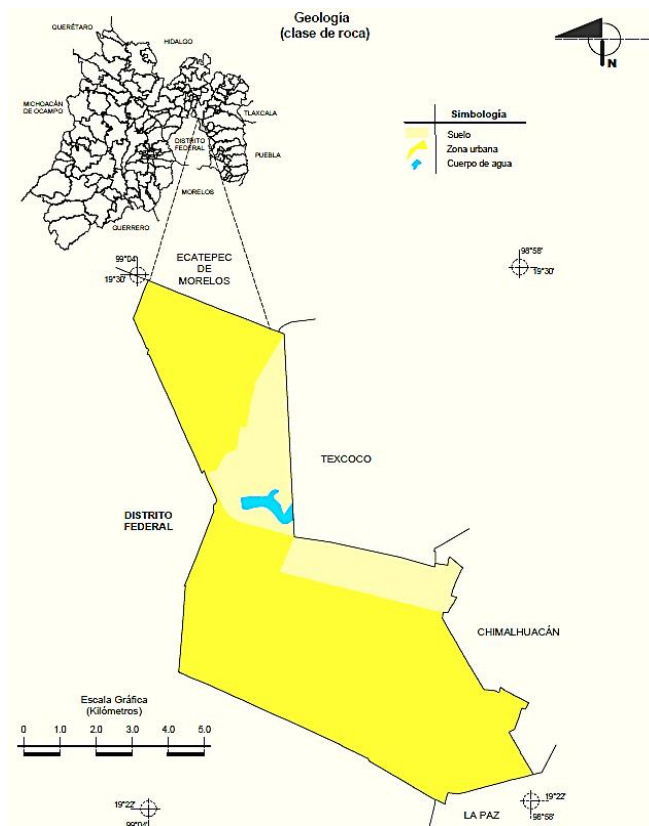 Geología
(clase de roca)
QUERÉTARO
HIDALGO
MICHOACÁN
DE OCAMPO
TLAXCALA
DISTRITO
FEDERAL
PUEBLA
MORELOS
GUERRERO
N
Simbología
Suelo
Zona urbana
Cuerpo de agua
99°04'
19°30'
ECATEPEC
DE
MORELOS
98°58'
19°30'
TEXCOCO
DISTRITO
FEDERAL
CHIMALHUACÁN
Escala Gráfica
(Kilómetros)
0 1.0 2.0 3.0 4.0 5.0
19°22'
99°04'
LA PAZ
19°22'
98°58'